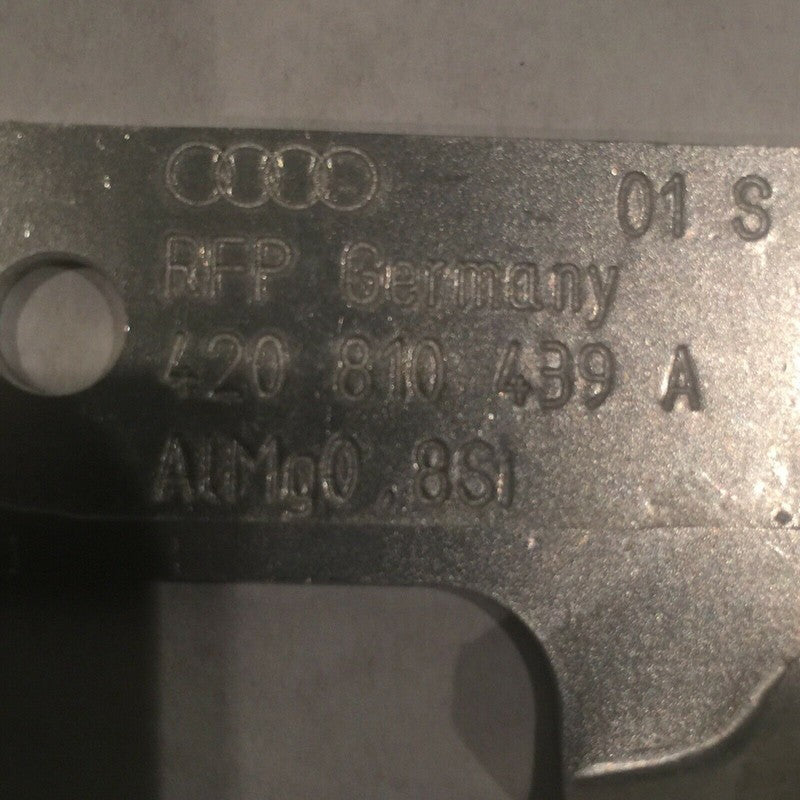 01 S
RFP Germany
420 810 439 A
AlMg0.8Si